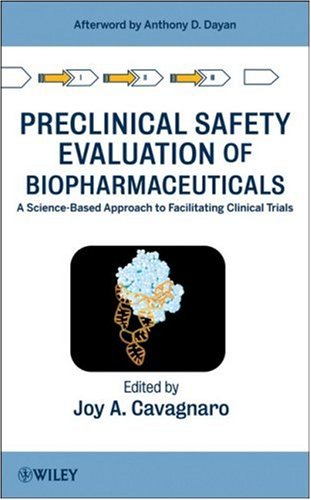 Afterword by Anthony D. Dayan
I
II
III
PRECLINICAL SAFETY
EVALUATION OF
BIOPHARMACEUTICALS
A Science-Based Approach to Facilitating Clinical Trials
Edited by
Joy A. Cavagnaro
WILEY